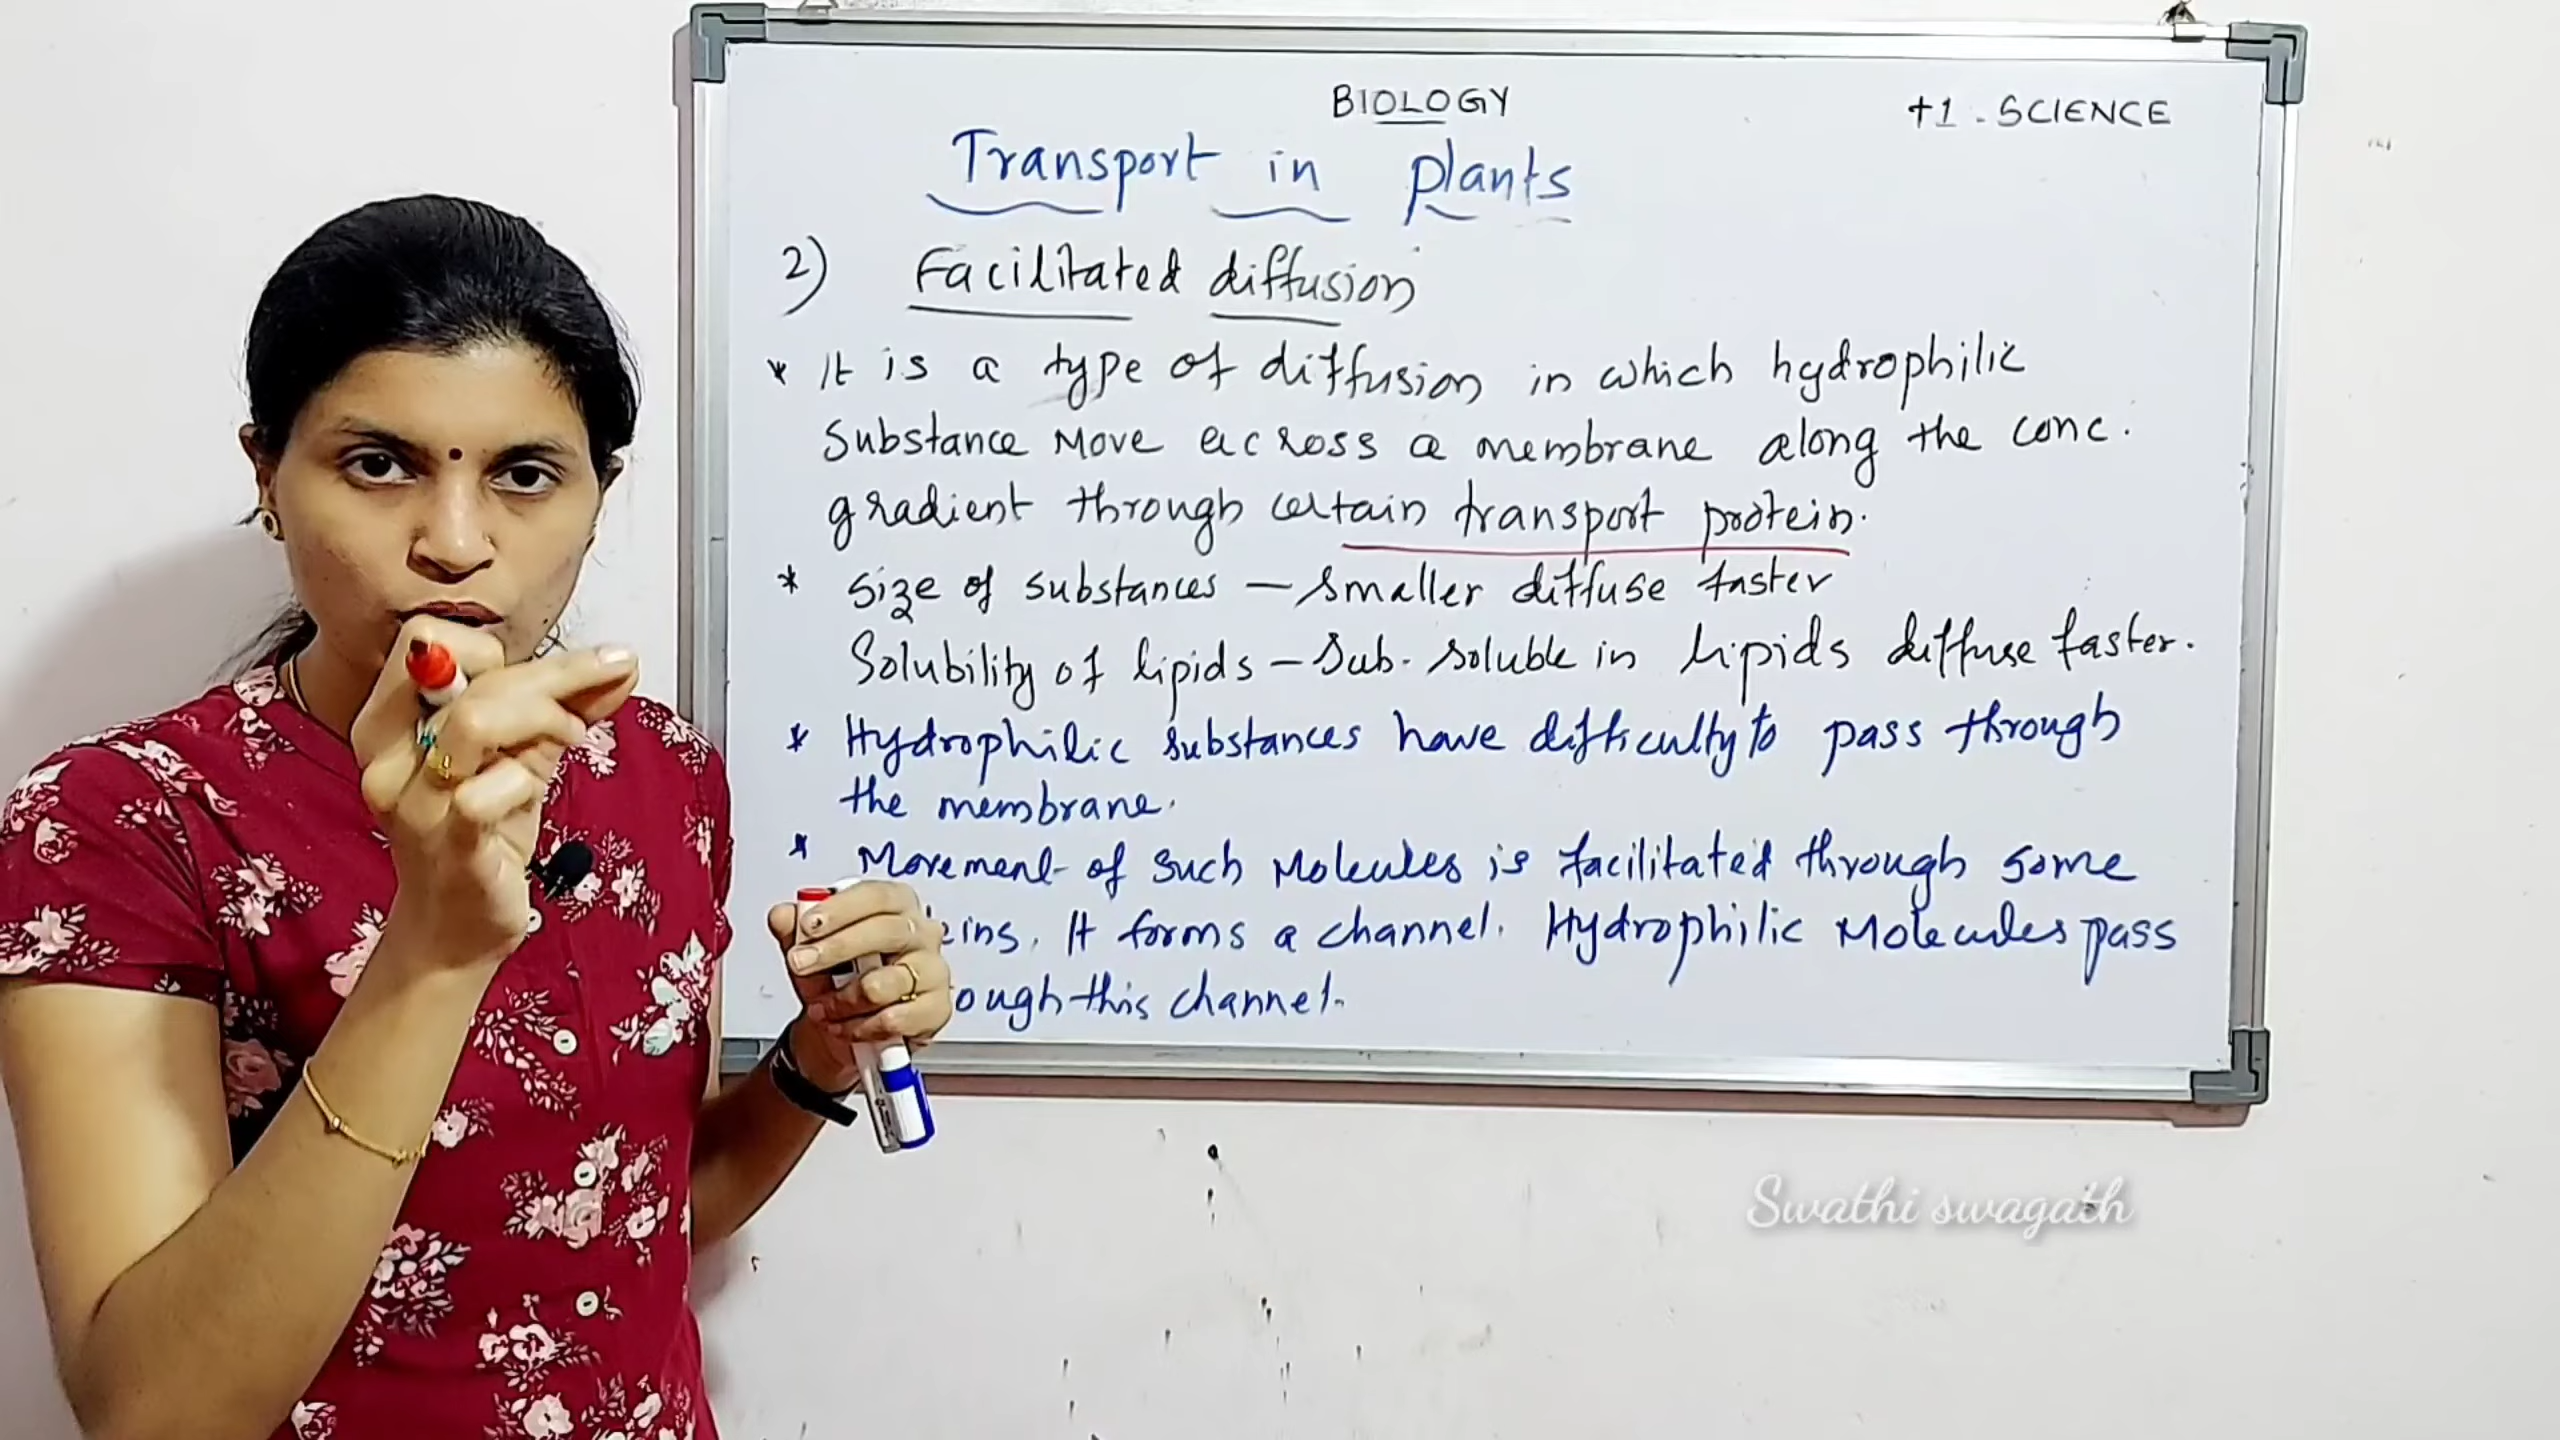 BIOLOGY
+1 - SCIENCE
Transport in plants
2) Facilitated diffusion
* It is a type of diffusion in which hydrophilic
Substance Move across a membrane along the conc.
gradient through certain transport protein.
* Size of substances – smaller diffuse faster
Solubility of lipids – Sub. soluble in lipids diffuse faster.
* Hydrophilic substances have difficulty to pass through
the membrane.
* Movement of such Molecules is facilitated through some
eins. It forms a channel. Hydrophilic Molecules pass
ough this channel.
Swathi swagath